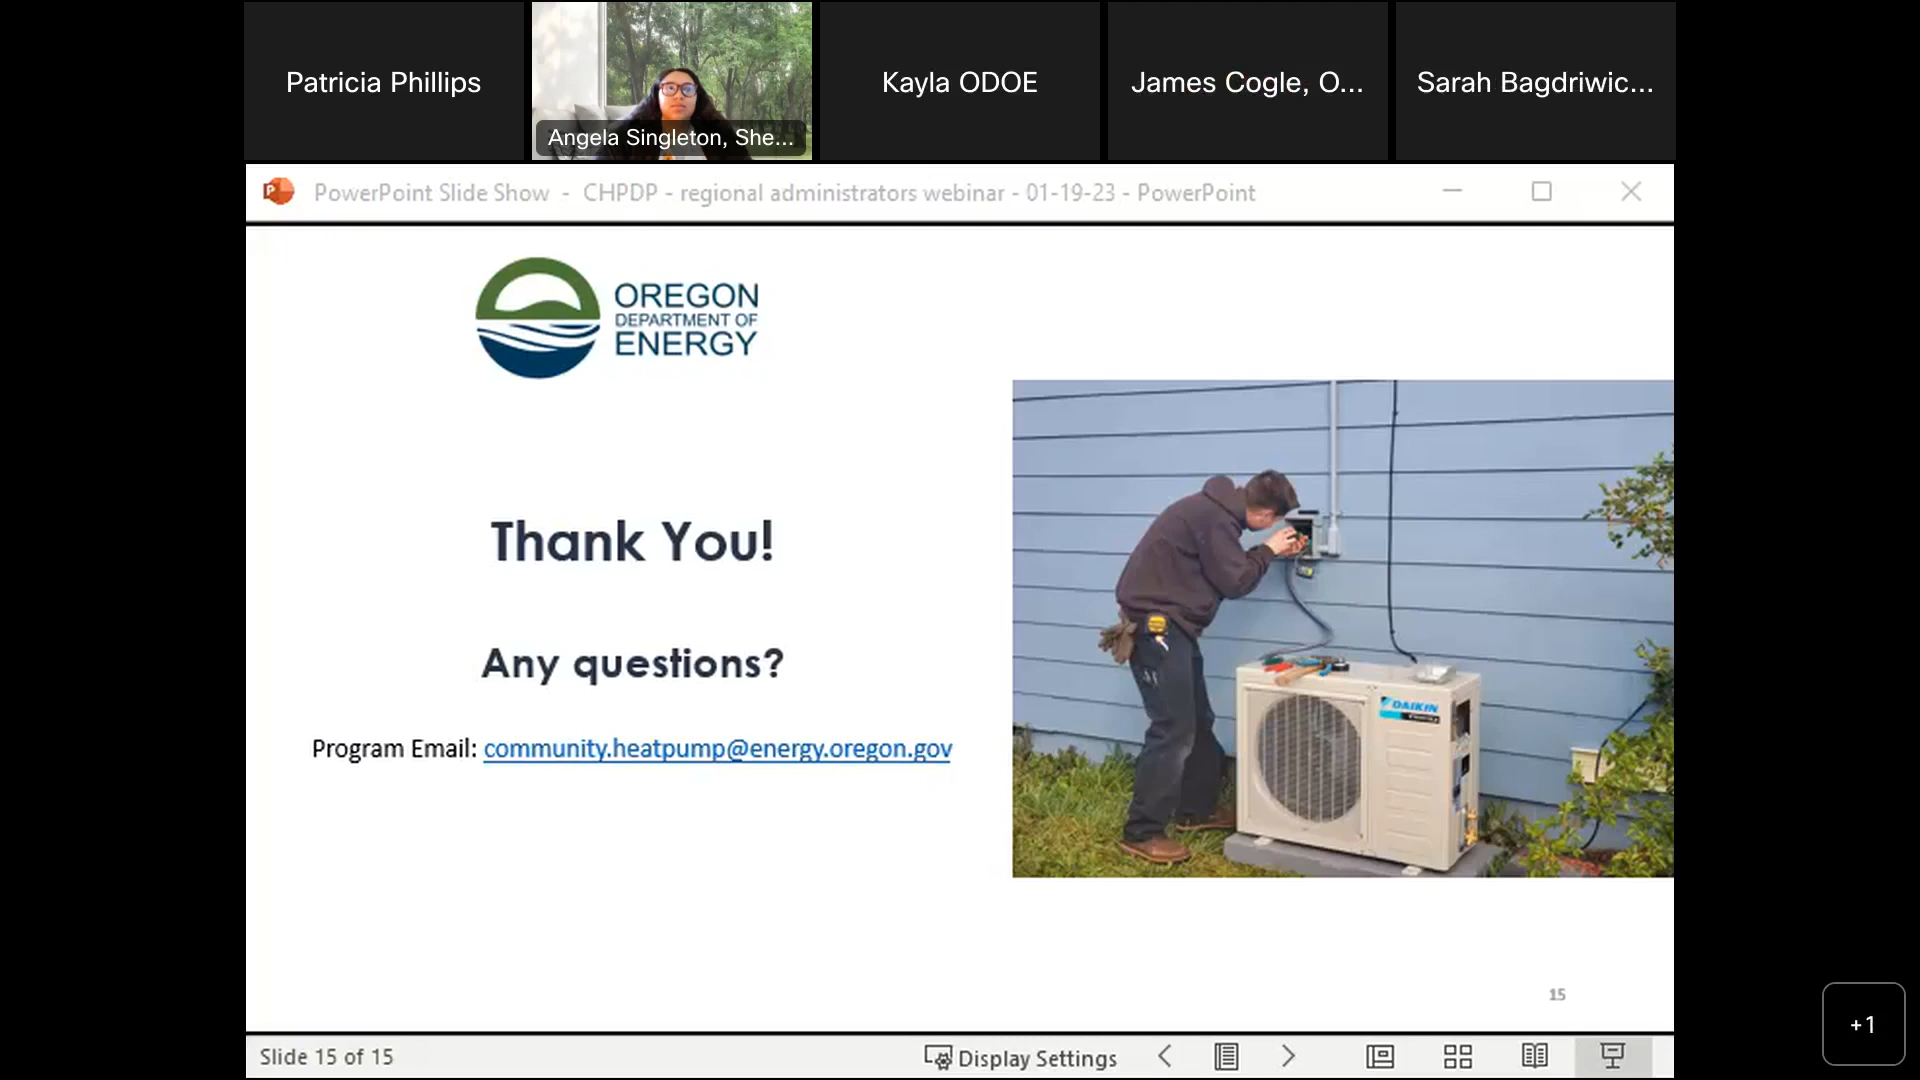 Patricia Phillips
Angela Singleton, She...
Kayla ODOE
James Cogle, O...
Sarah Bagdriwic...
PowerPoint Slide Show - CHPDP - regional administrators webinar - 01-19-23 - PowerPoint
OREGON
DEPARTMENT OF
ENERGY
Thank You!
Any questions?
Program Email: community.heatpump@energy.oregon.gov
DAIKIN
15
+1
Slide 15 of 15
Display Settings